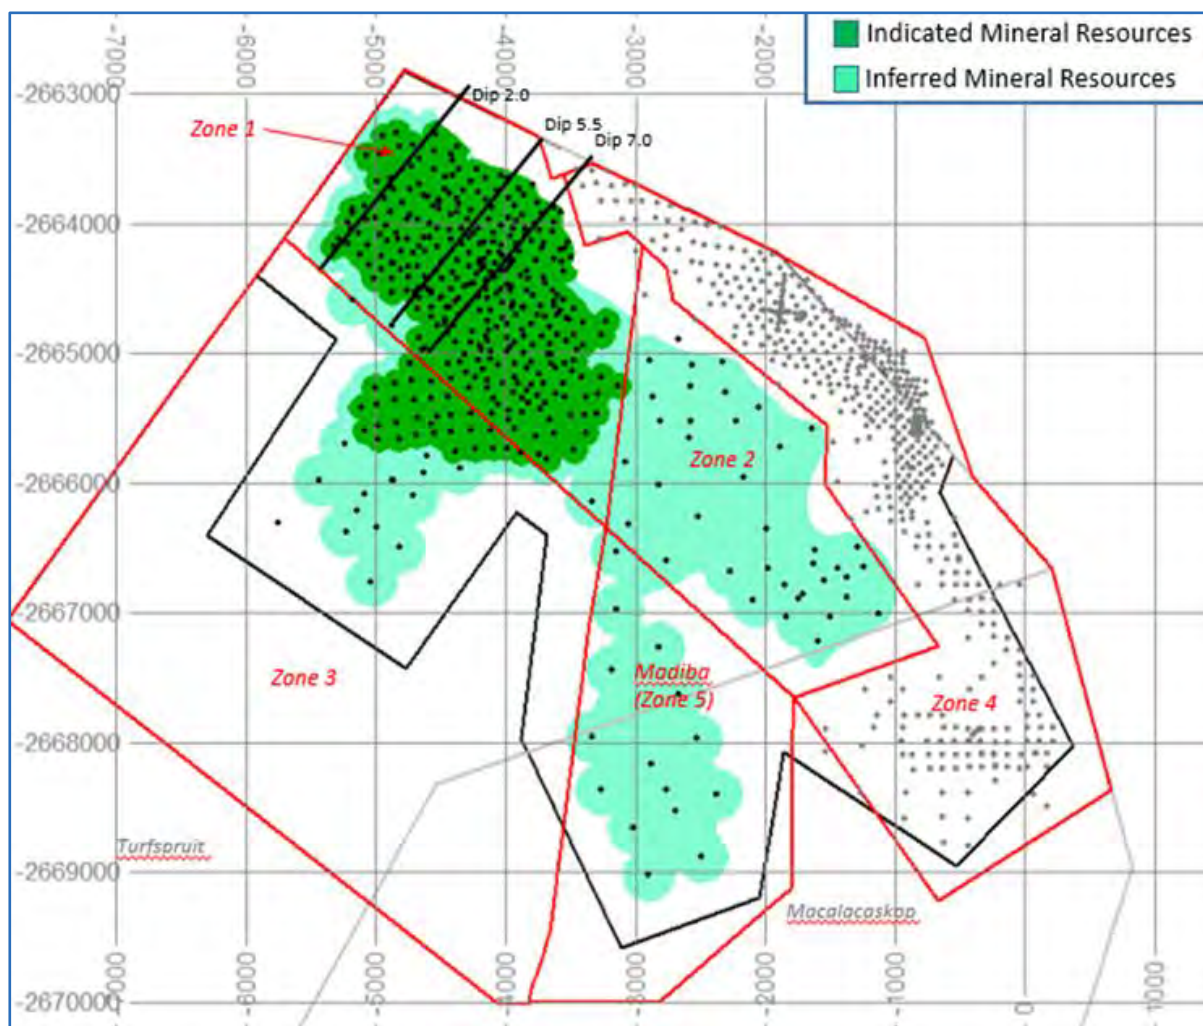 -7000 -6000 -5000 -4000 -3000 -2000
Indicated Mineral Resources
Inferred Mineral Resources
-2663000
Dip 2.0
Zone 1
Dip 5.5
Dip 7.0
-2664000
-2665000
Zone 2
-2666000
-2667000
Zone 3
Madiba
(Zone 5)
Zone 4
-2668000
Turfspruit
-2669000
Macalacaskop
-2670000
-7000 -6000 -5000 -4000 -3000 -2000 -1000 0 1000